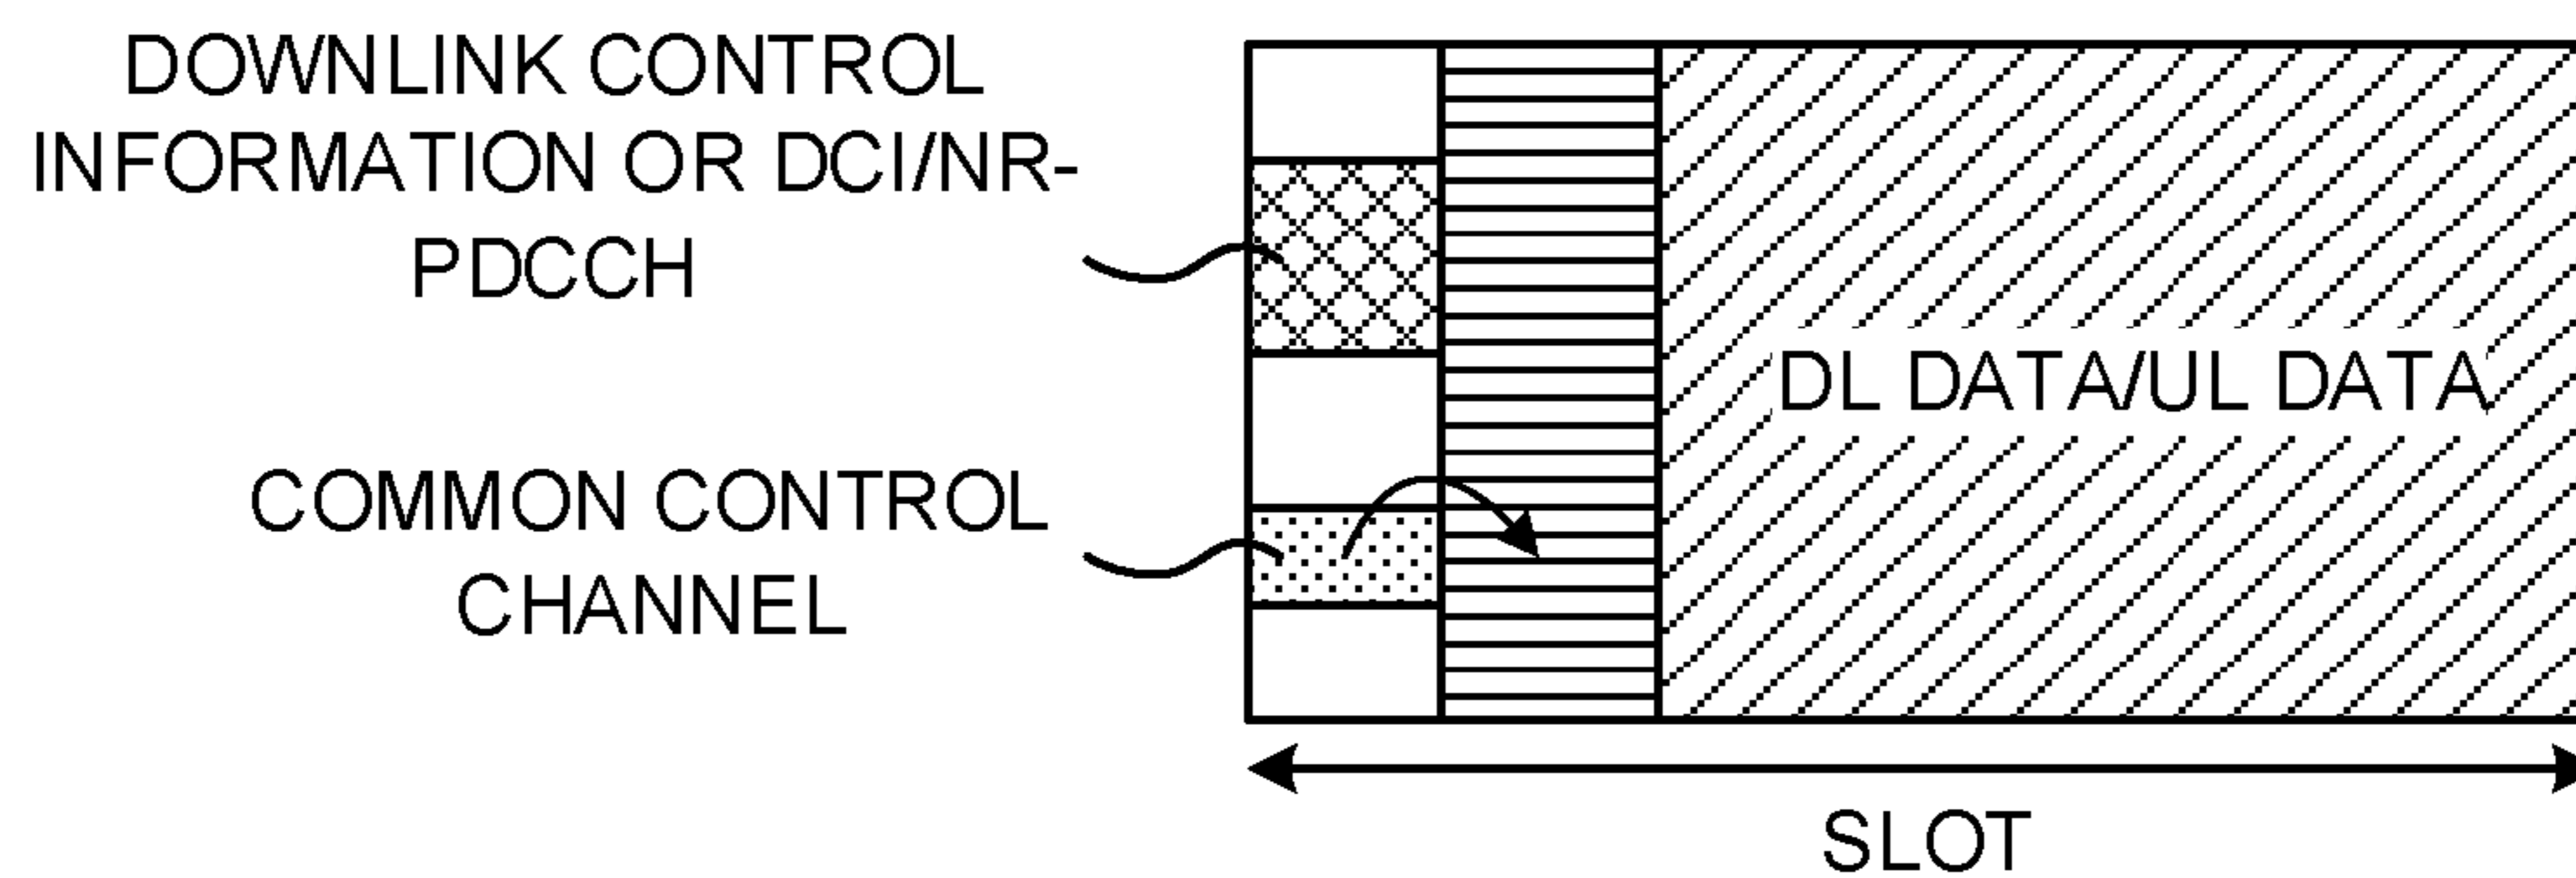 DOWNLINK CONTROL
INFORMATION OR DCI/NR-
PDCCH
DL DATA/UL DATA
COMMON CONTROL
CHANNEL
SLOT